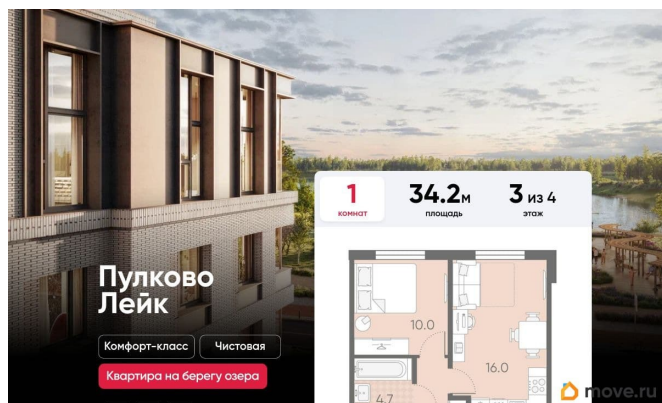 1
комнат
34.2м
площадь
3 из 4
этаж
Пулково
Лейк
Комфорт-класс
Чистовая
Квартира на берегу озера
10.0
16.0
4.7
move.ru